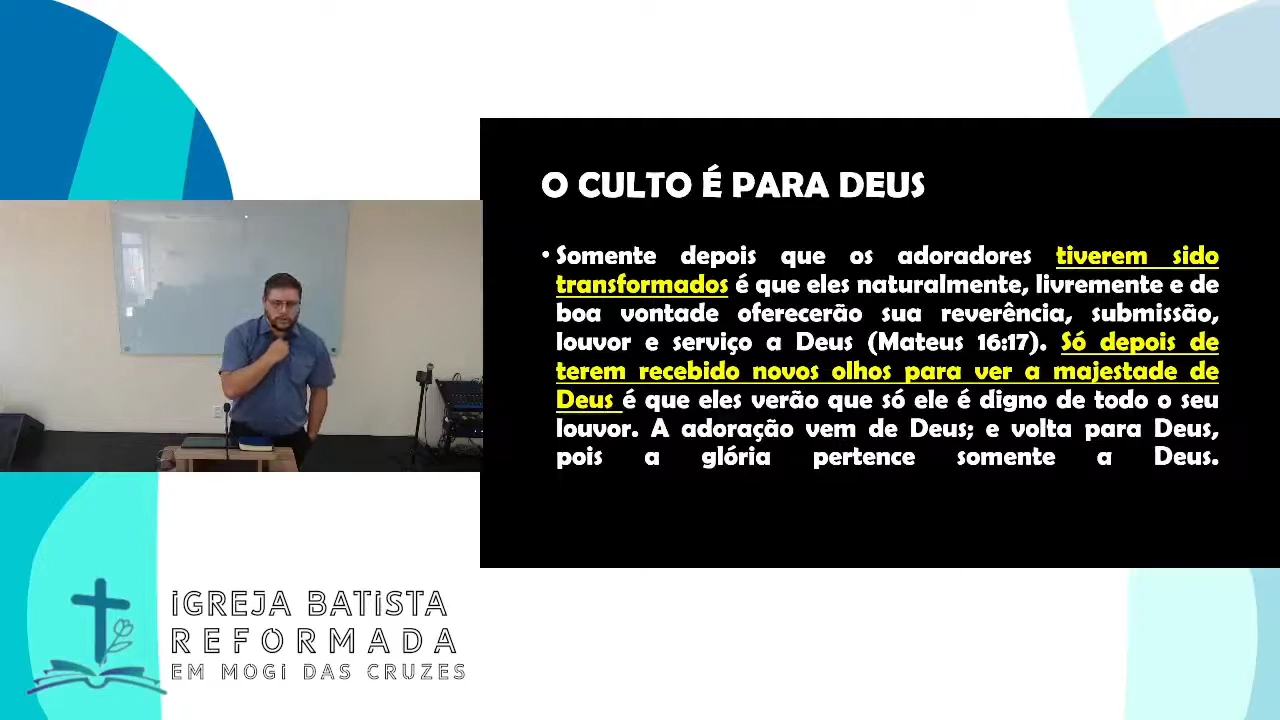 O CULTO É PARA DEUS
• Somente depois que os adoradores tiverem sido
transformados é que eles naturalmente, livremente e de
boa vontade oferecerão sua reverência, submissão,
louvor e serviço a Deus (Mateus 16:17). Só depois de
terem recebido novos olhos para ver a majestade de
Deus é que eles verão que só ele é digno de todo o seu
louvor. A adoração vem de Deus; e volta para Deus,
pois a glória pertence somente a Deus.
iGREJA BATiSTA
REFORMADA
EM MOGi DAS CRUZES